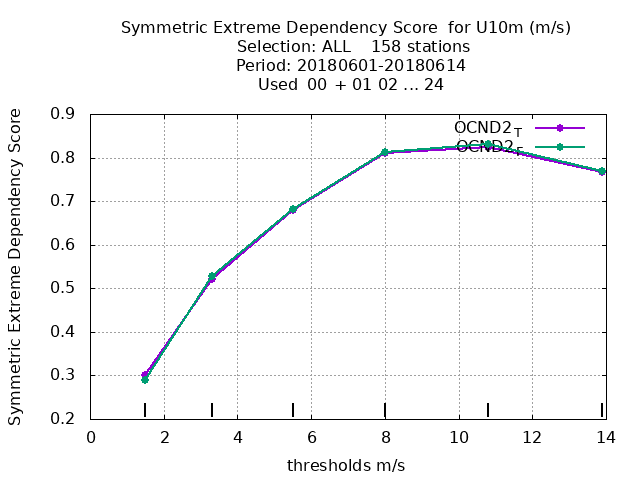 Symmetric Extreme Dependency Score for U10m (m/s)
Selection: ALL 158 stations
Period: 20180601-20180614
Used 00 + 01 02 ... 24
Symmetric Extreme Dependency Score
0.9
0.8
0.7
0.6
0.5
0.4
0.3
0.2
OCND2T
OCND2F
0 2 4 6 8 10 12 14
thresholds m/s